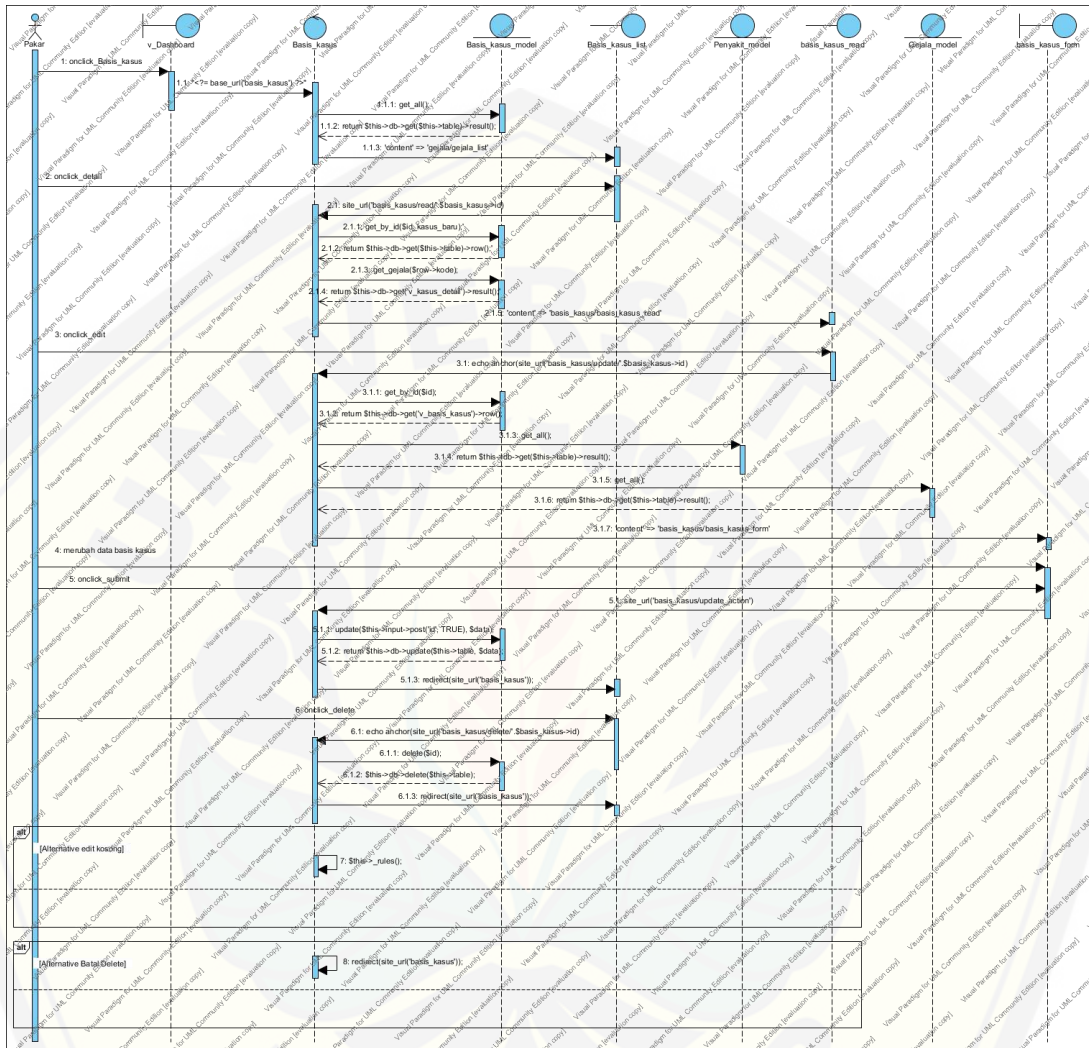 Pakar
v_Dashboard
Basis_kasus
Basis_kasus_model
Basis_kasus_list
Penyakit_model
basis_kasus_read
Gejala_model
basis_kasus_form
1: onclick_Basis_kasus
1.1: "<?= base_url('basis_kasus') ?>"
1.1.1: get_all();
1.1.2: return $this->db->get($this->table)->result();
1.1.3: 'content' => 'gejala/gejala_list'
2: onclick_detail
2.1: site_url('basis_kasus/read/'.$basis_kasus->id)
2.1.1: get_by_id($id_kasus_baru);
2.1.2: return $this->db->get($this->table)->row();
2.1.3: get_gejala($row->kode);
2.1.4: return $this->db->get('v_kasus_detail')->result();
2.1.5: 'content' => 'basis_kasus/basis_kasus_read'
3: onclick_edit
3.1: echo anchor(site_url('basis_kasus/update/'.$basis_kasus->id)
3.1.1: get_by_id($id);
3.1.2: return $this->db->get('v_basis_kasus')->row();
3.1.3: get_all();
3.1.4: return $this->db->get($this->table)->result();
3.1.5: get_all();
3.1.6: return $this->db->get($this->table)->result();
3.1.7: 'content' => 'basis_kasus/basis_kasus_form'
4: merubah data basis kasus
5: onclick_submit
5.1: site_url('basis_kasus/update_action')
5.1.1: update($this->input->post('id', TRUE), $data);
5.1.2: return $this->db->update($this->table, $data);
5.1.3: redirect(site_url('basis_kasus'));
6: onclick_delete
6.1: echo anchor(site_url('basis_kasus/delete/'.$basis_kasus->id)
6.1.1: delete($id);
6.1.2: $this->db->delete($this->table);
6.1.3: redirect(site_url('basis_kasus'));
alt
[Alternative edit kosong]
7: $this->_rules();
alt
[Alternative Batal Delete]
8: redirect(site_url('basis_kasus'));
Visual Paradigm for UML Community Edition [evaluation copy]